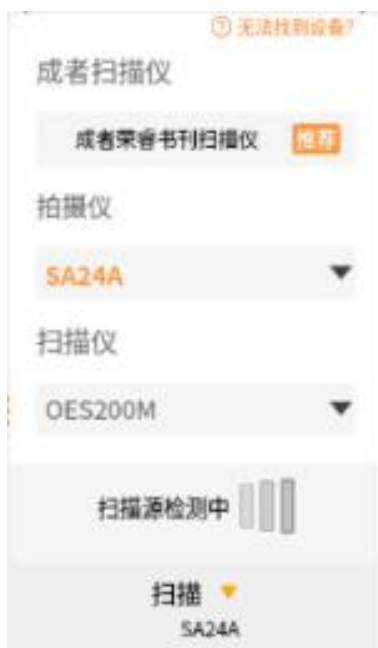 无法找到设备?
成者扫描仪
成者荣睿书刊扫描仪 推荐
拍摄仪
SA24A
扫描仪
OES200M
扫描源检测中
扫描
SA24A